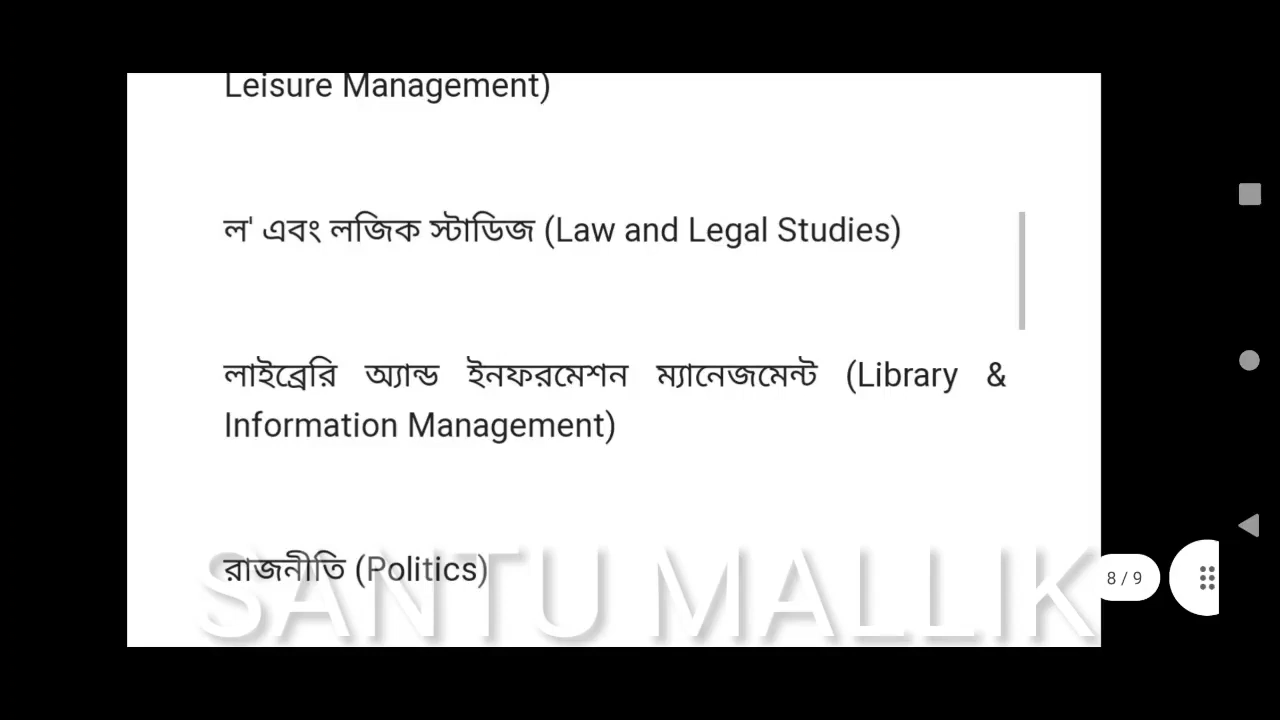 Leisure Management)
ল' এবং লজিক স্টাডিজ (Law and Legal Studies)
লাইব্রেরি অ্যান্ড ইনফরমেশন ম্যানেজমেন্ট (Library &
Information Management)
রাজনীতি (Politics)
SANTU MALLIK
8 / 9